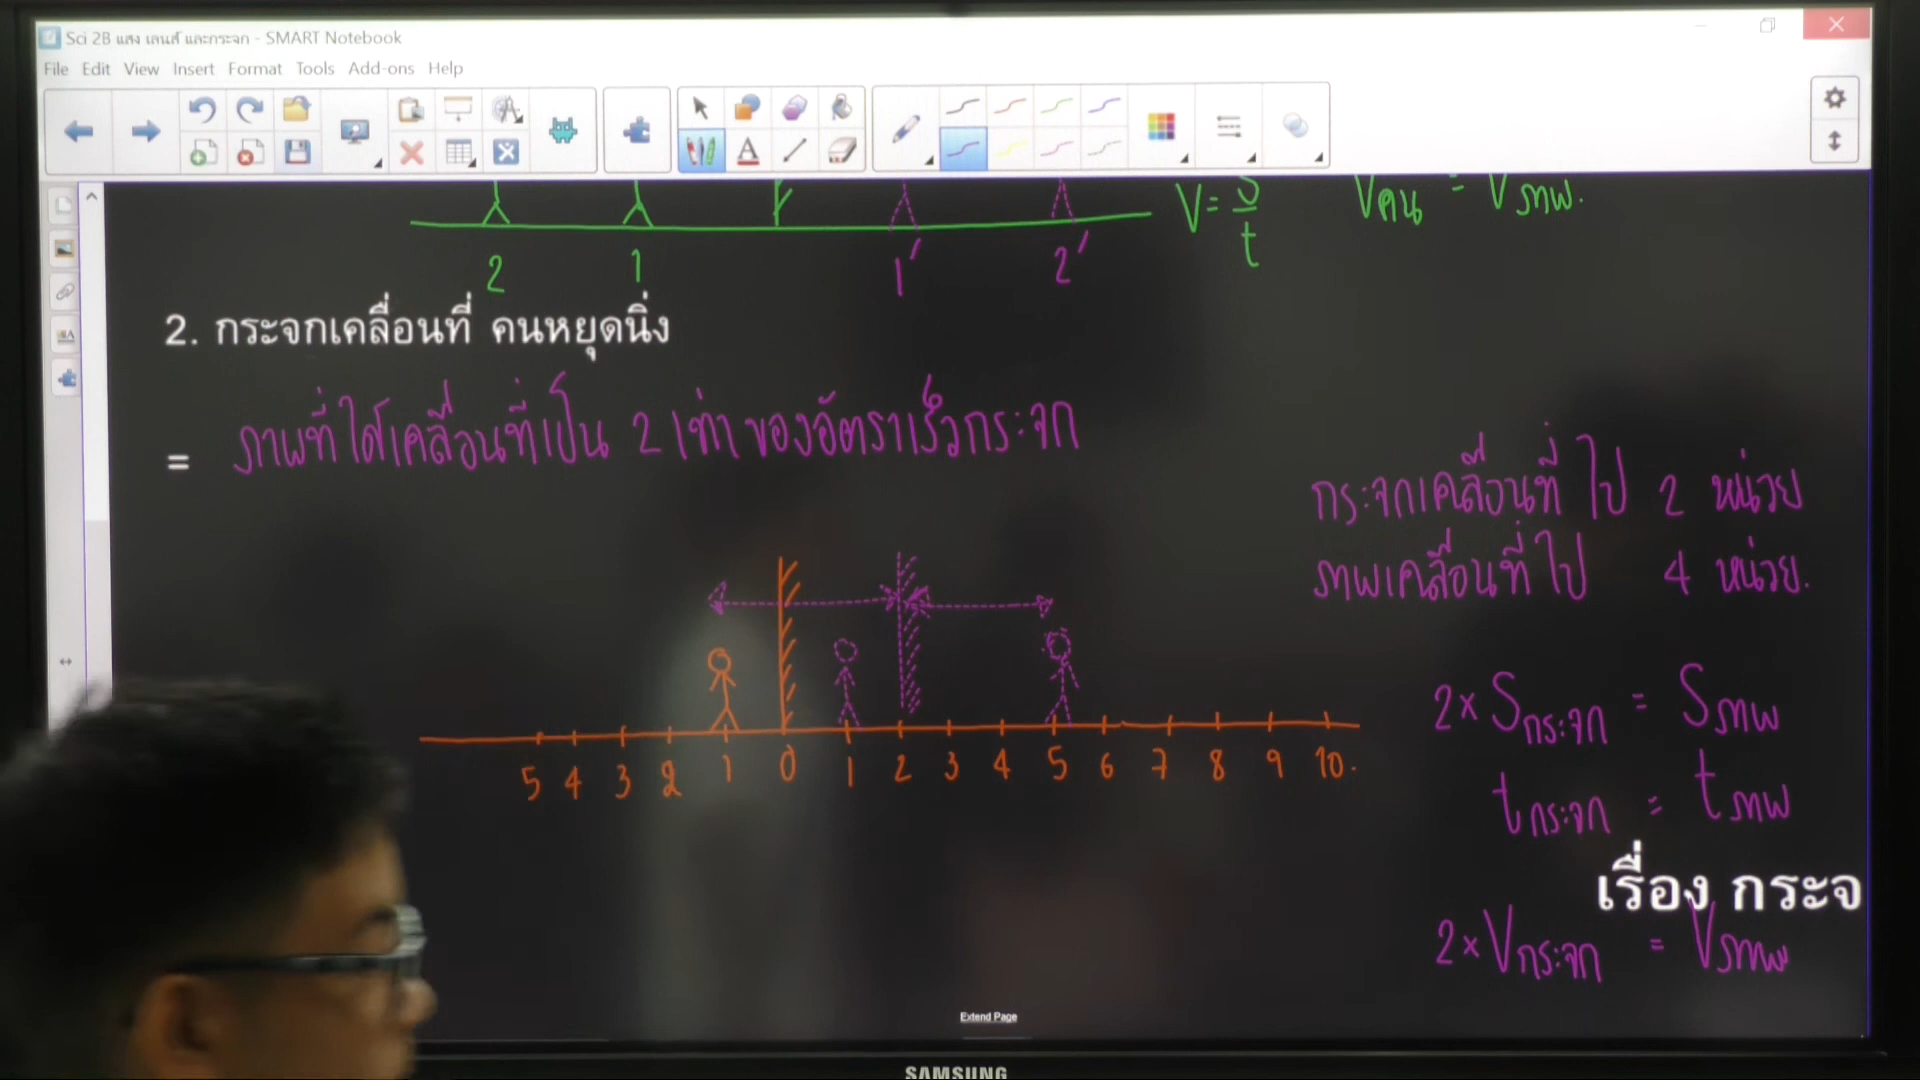 Sci 2B แสง เลนส์ และกระจก - SMART Notebook
File Edit View Insert Format Tools Add-ons Help
V = S/t Vคน = Vภาพ.
2 1 1' 2'
2. กระจกเคลื่อนที่ คนหยุดนิ่ง
= ภาพที่ได้เคลื่อนที่เป็น 2 เท่าของอัตราเร็วกระจก
กระจกเคลื่อนที่ ไป 2 หน่วย
ภาพเคลื่อนที่ไป 4 หน่วย.
5 4 3 2 1 0 1 2 3 4 5 6 7 8 9 10.
2 × Sกระจก = Sภาพ
tกระจก = tภาพ
เรื่อง กระจ
2 × Vกระจก = Vภาพ
Extend Page
SAMSUNG